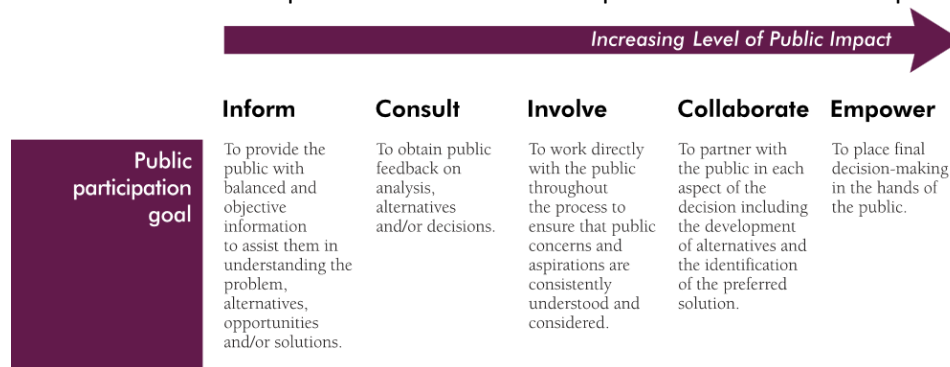 Increasing Level of Public Impact
Inform
Consult
Involve
Collaborate
Empower
Public
participation
goal
To provide the
public with
balanced and
objective
information
to assist them in
understanding the
problem,
alternatives,
opportunities
and/or solutions.
To obtain public
feedback on
analysis,
alternatives
and/or decisions.
To work directly
with the public
throughout
the process to
ensure that public
concerns and
aspirations are
consistently
understood and
considered.
To partner with
the public in each
aspect of the
decision including
the development
of alternatives and
the identification
of the preferred
solution.
To place final
decision-making
in the hands of
the public.